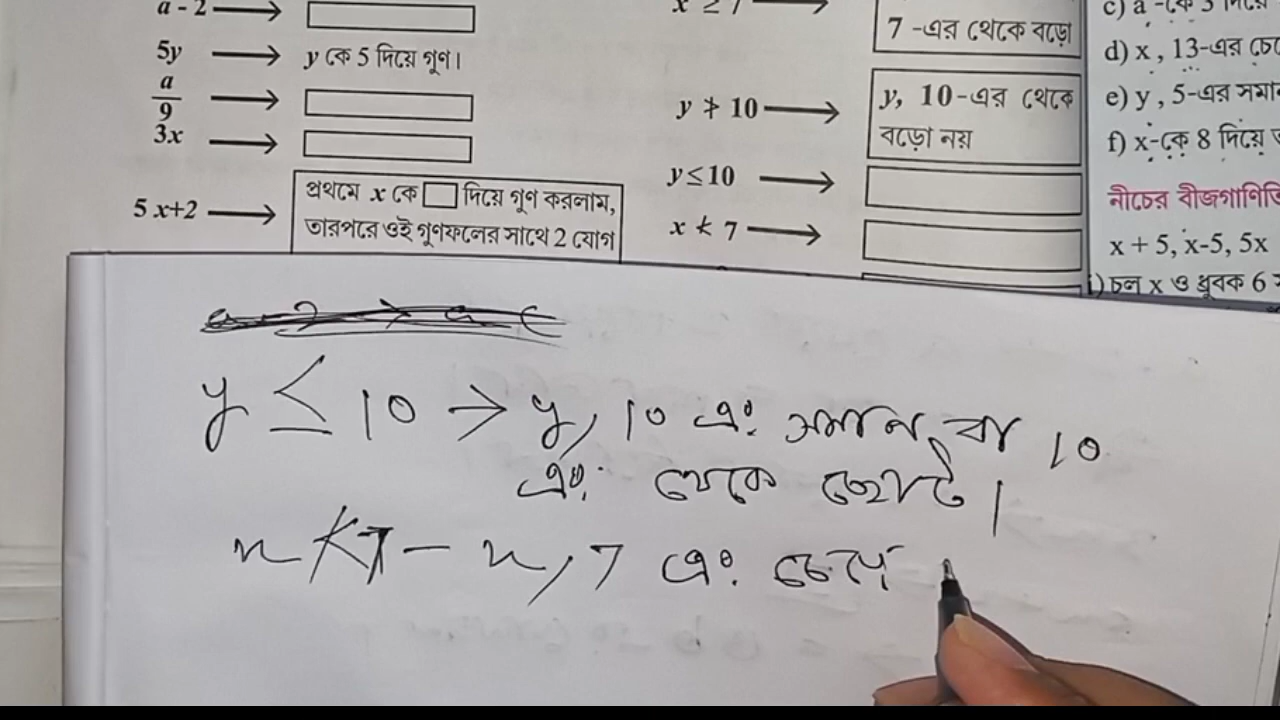 a - 2 →
5y → y কে 5 দিয়ে গুণ।
a/9 →
3x →
5 x+2 → প্রথমে x কে □ দিয়ে গুণ করলাম,
তারপরে ওই গুণফলের সাথে 2 যোগ
x ≥ 7 →
7 -এর থেকে বড়ো
y ≯ 10 → y, 10-এর থেকে
বড়ো নয়
y≤10 →
x ≮ 7 →
c) a -কে 3 দিয়ে
d) x , 13-এর
e) y , 5-এর
f) x-কে 8 দিয়ে
নীচের
x + 5, x-5, 5x
চল x ও ধ্রুবক 6
y ≤ 10 → y, 10 এর সমান বা 10
এর থেকে ছোট।
x ≮ 7 – x, 7 এর চেয়ে